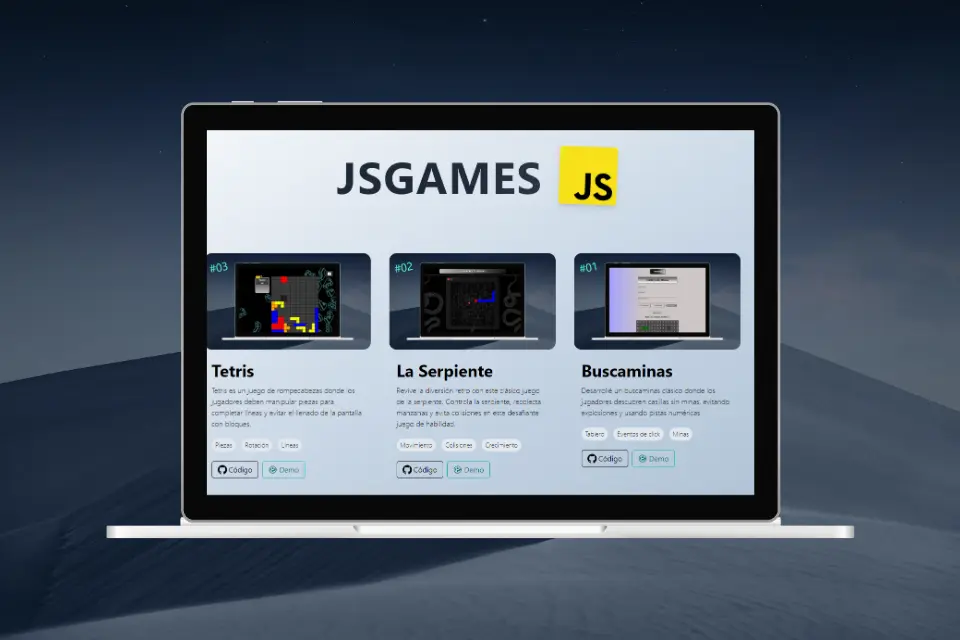 JSGAMES
JS
#03
#02
#01
Tetris
Tetris es un juego de rompecabezas donde los
jugadores deben manipular piezas para
completar líneas y evitar el llenado de la pantalla
con bloques.
Piezas
Rotación
Líneas
Código
Demo
La Serpiente
Revive la diversión retro con este clásico juego
de la serpiente. Controla la serpiente, recolecta
manzanas y evita colisiones en este desafiante
juego de habilidad.
Movimiento
Colisiones
Crecimiento
Código
Demo
Buscaminas
Desarrollé un buscaminas clásico donde los
jugadores descubren casillas sin minas, evitando
explosiones y usando pistas numéricas
Tablero
Eventos de click
Minas
Código
Demo